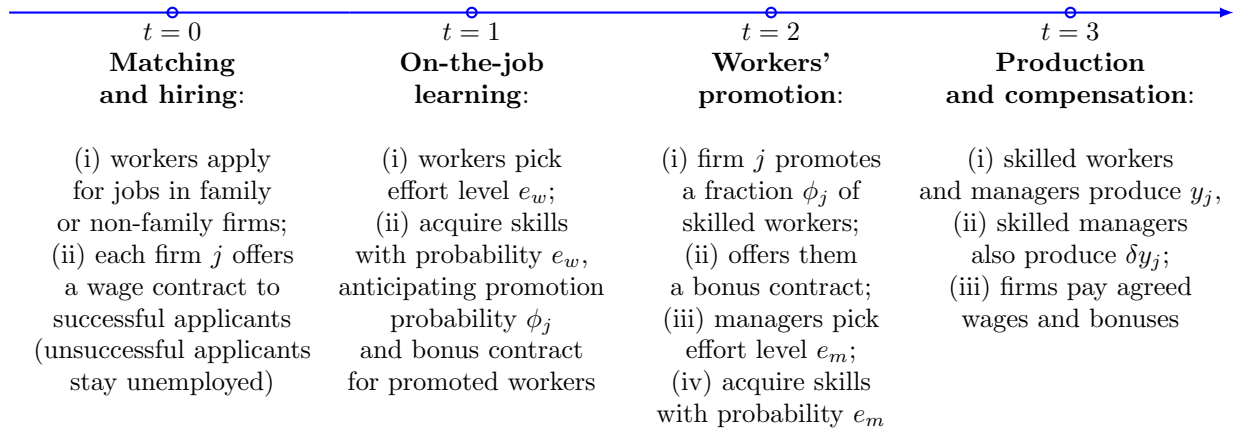 t = 0
Matching
and hiring:
(i) workers apply
for jobs in family
or non-family firms;
(ii) each firm j offers
a wage contract to
successful applicants
(unsuccessful applicants
stay unemployed)
t = 1
On-the-job
learning:
(i) workers pick
effort level e_w;
(ii) acquire skills
with probability e_w,
anticipating promotion
probability ϕ_j
and bonus contract
for promoted workers
t = 2
Workers'
promotion:
(i) firm j promotes
a fraction ϕ_j of
skilled workers;
(ii) offers them
a bonus contract;
(iii) managers pick
effort level e_m;
(iv) acquire skills
with probability e_m
t = 3
Production
and compensation:
(i) skilled workers
and managers produce y_j,
(ii) skilled managers
also produce δy_j;
(iii) firms pay agreed
wages and bonuses